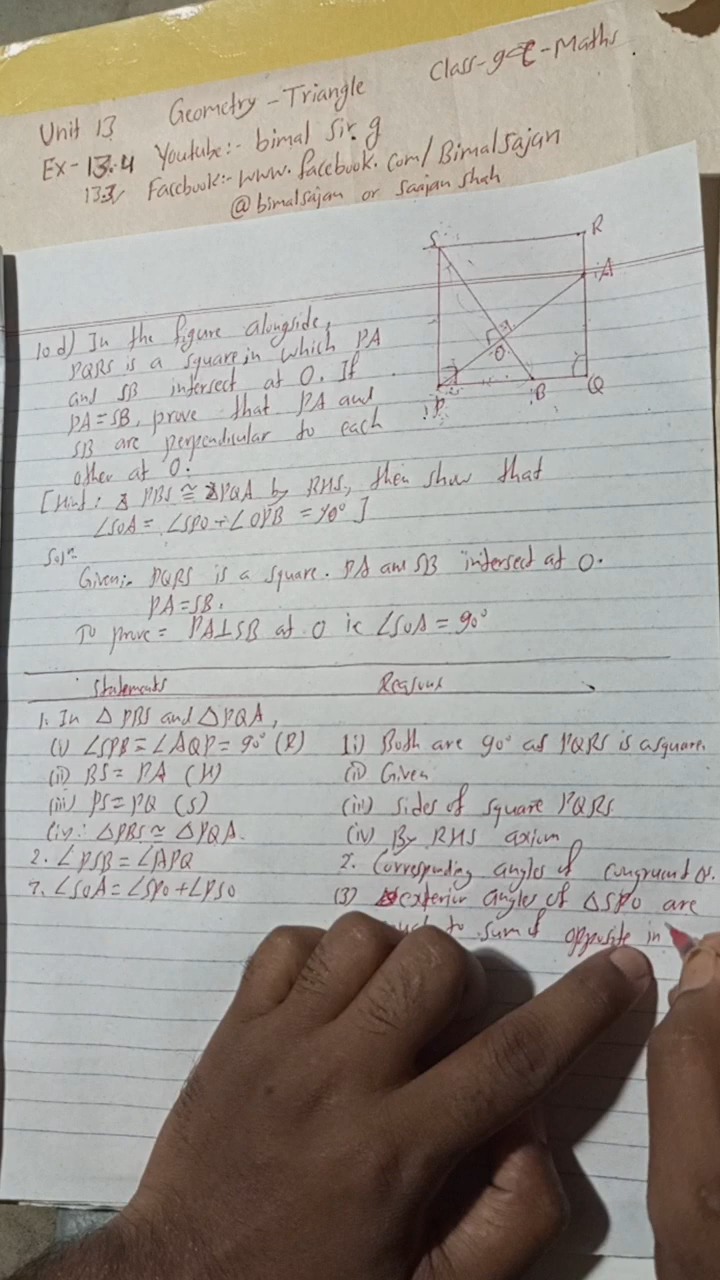 Class-9 C-Maths
Unit 13 Geometry - Triangle
Ex-13.4 Youtube:- bimal sir g
13.3 Facebook:- www.facebook.com/Bimalsajan
@bimalsajan or saajan shah
S R
A
O
P B Q
10 d) In the figure alongside,
PQRS is a square in which PA
and SB intersect at O. If
PA = SB, prove that PA and
SB are perpendicular to each
other at O.
[Hint: Δ PBS ≅ ΔPQA by RHS, then show that
∠SOA = ∠SPO + ∠OPB = 90°]
Solⁿ
Given:- PQRS is a square. PA and SB intersect at O.
PA = SB.
To prove = PA⊥SB at O ie ∠SOA = 90°
Statements Reasons
1. In Δ PBS and ΔPQA,
(i) ∠SPB = ∠AQP = 90° (R) (i) Both are 90° as PQRS is a square.
(ii) BS = PA (H) (ii) Given
(iii) PS = PQ (S) (iii) sides of square PQRS
(iv) ∴ ΔPBS ≅ ΔPQA. (iv) By RHS axiom
2. ∠PSB = ∠APQ 2. Corresponding angles of congruent Δs.
3. ∠SOA = ∠SPO + ∠PSO (3) exterior angles of ΔSPO are
to sum of opposite in